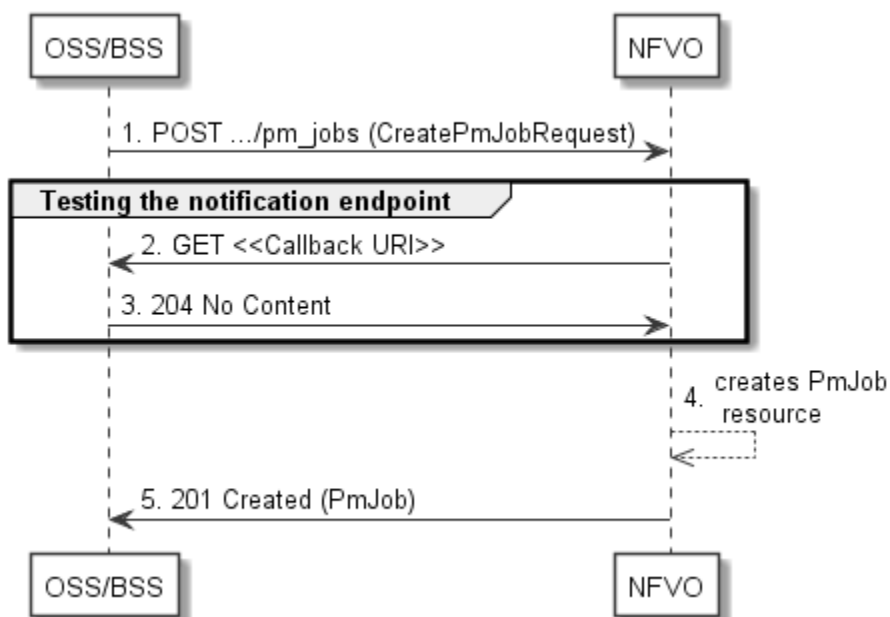 OSS/BSS
NFVO
1. POST .../pm_jobs (CreatePmJobRequest)
Testing the notification endpoint
2. GET <<Callback URI>>
3. 204 No Content
4. creates PmJob
resource
5. 201 Created (PmJob)
OSS/BSS
NFVO